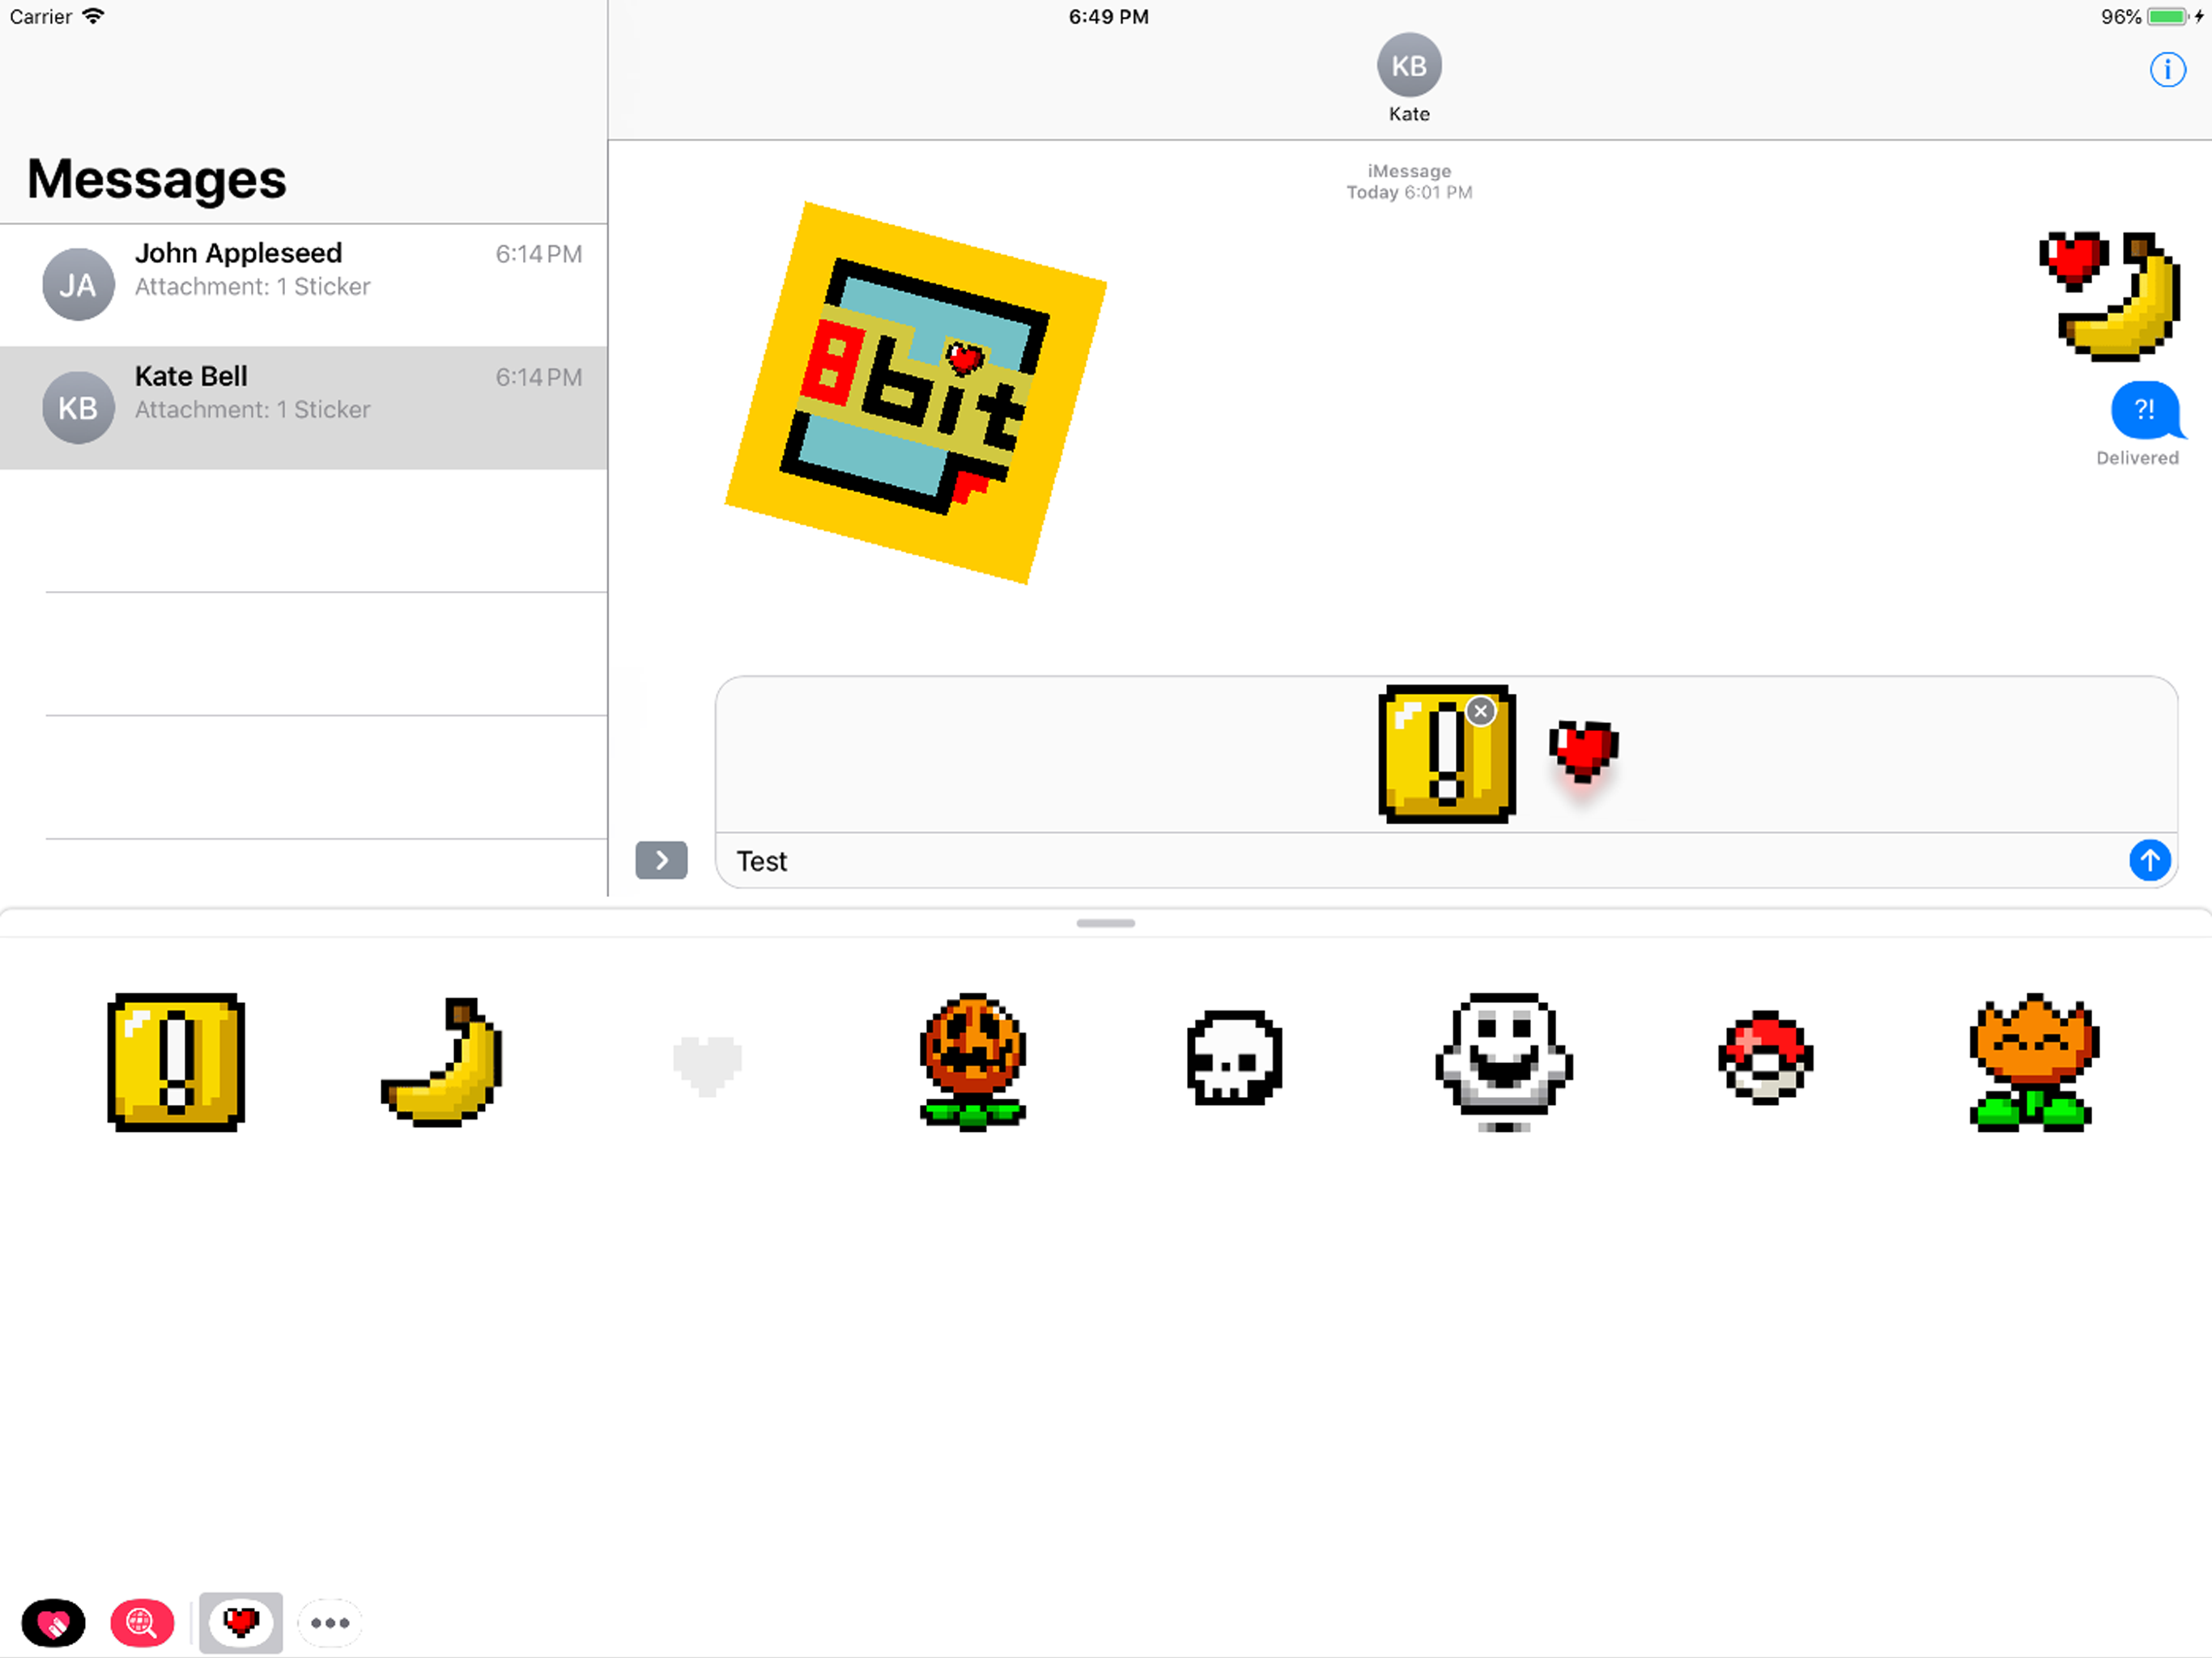 Carrier
6:49 PM
96%
KB
Kate
Messages
iMessage
Today 6:01 PM
JA
John Appleseed
6:14 PM
Attachment: 1 Sticker
KB
Kate Bell
6:14 PM
Attachment: 1 Sticker
8bit
?!
Delivered
!
Test
!